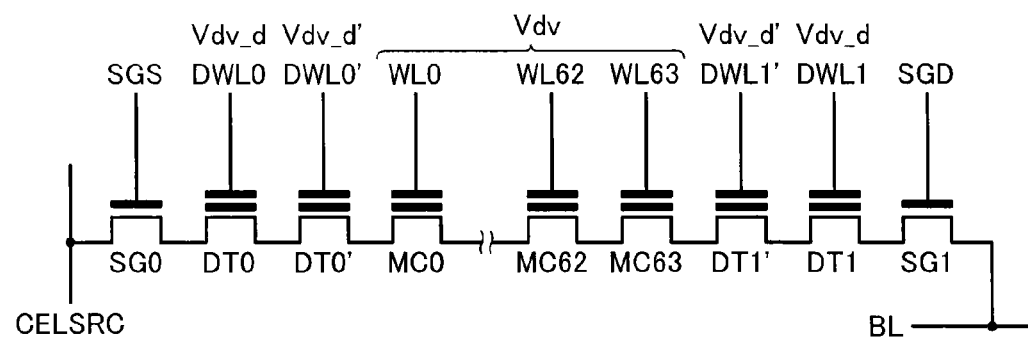 Vdv
Vdv_d Vdv_d' Vdv_d' Vdv_d
SGS DWL0 DWL0' WL0 WL62 WL63 DWL1' DWL1 SGD
SG0 DT0 DT0' MC0 MC62 MC63 DT1' DT1 SG1
CELSRC BL